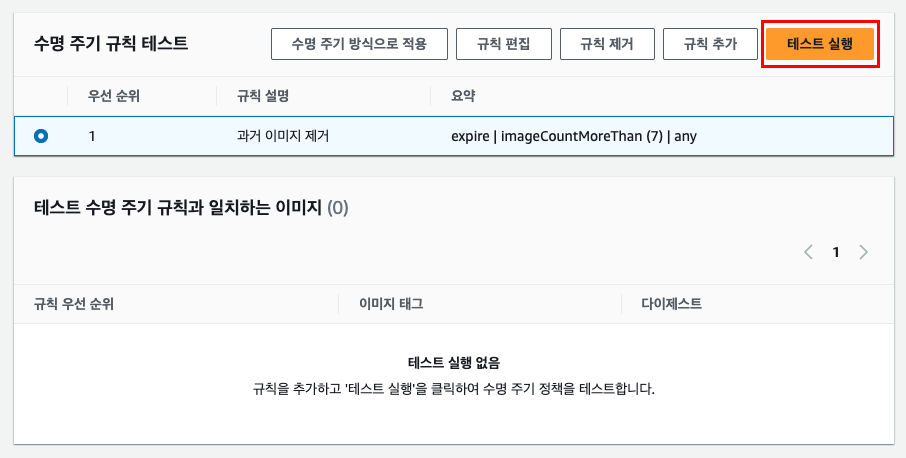 수명 주기 규칙 테스트
수명 주기 방식으로 적용
규칙 편집
규칙 제거
규칙 추가
테스트 실행
우선 순위 규칙 설명 요약
1 과거 이미지 제거 expire | imageCountMoreThan (7) | any
테스트 수명 주기 규칙과 일치하는 이미지 (0)
1
규칙 우선 순위 이미지 태그 다이제스트
테스트 실행 없음
규칙을 추가하고 '테스트 실행'을 클릭하여 수명 주기 정책을 테스트합니다.